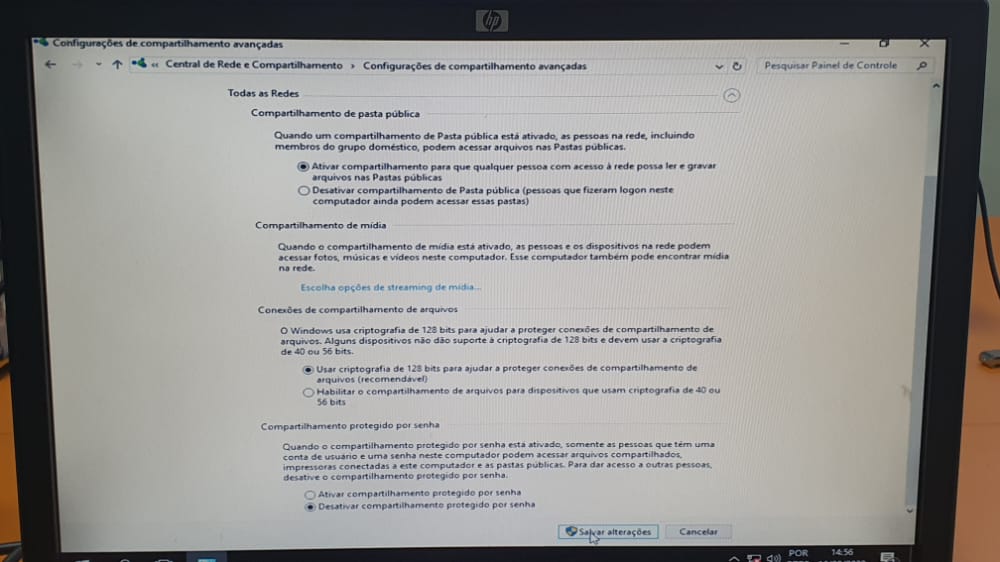 hp
Configurações de compartilhamento avançadas
Central de Rede e Compartilhamento › Configurações de compartilhamento avançadas
Pesquisar Painel de Controle
Todas as Redes
Compartilhamento de pasta pública
Quando um compartilhamento de Pasta pública está ativado, as pessoas na rede, incluindo
membros do grupo doméstico, podem acessar arquivos nas Pastas públicas.
Ativar compartilhamento para que qualquer pessoa com acesso à rede possa ler e gravar
arquivos nas Pastas públicas
Desativar compartilhamento de Pasta pública (pessoas que fizeram logon neste
computador ainda podem acessar essas pastas)
Compartilhamento de mídia
Quando o compartilhamento de mídia está ativado, as pessoas e os dispositivos na rede podem
acessar fotos, músicas e vídeos neste computador. Esse computador também pode encontrar mídia
na rede.
Escolha opções de streaming de mídia...
Conexões de compartilhamento de arquivos
O Windows usa criptografia de 128 bits para ajudar a proteger conexões de compartilhamento de
arquivos. Alguns dispositivos não dão suporte à criptografia de 128 bits e devem usar a criptografia
de 40 ou 56 bits.
Usar criptografia de 128 bits para ajudar a proteger conexões de compartilhamento de
arquivos (recomendável)
Habilitar o compartilhamento de arquivos para dispositivos que usam criptografia de 40 ou
56 bits
Compartilhamento protegido por senha
Quando o compartilhamento protegido por senha está ativado, somente as pessoas que têm uma
conta de usuário e uma senha neste computador podem acessar arquivos compartilhados,
impressoras conectadas a este computador e as pastas públicas. Para dar acesso a outras pessoas,
desative o compartilhamento protegido por senha.
Ativar compartilhamento protegido por senha
Desativar compartilhamento protegido por senha
Salvar alterações
Cancelar
POR
14:56